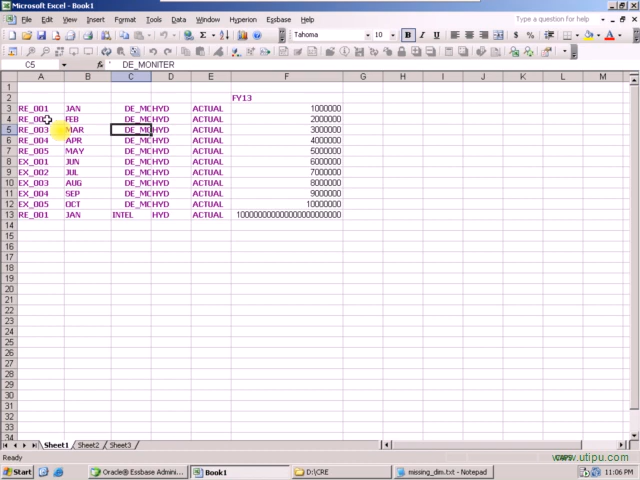 Microsoft Excel - Book1
File Edit View Insert Format Tools Data Window Hyperion Essbase Help Type a question for help
Tahoma 10 B I U
C5 ' DE_MONITER
A B C D E F G H I J K L M
1
2 FY13
3 RE_001 JAN DE_MC HYD ACTUAL 1000000
4 FEB DE_MC HYD ACTUAL 2000000
5 RE_003 MAR DE_MO HYD ACTUAL 3000000
6 RE_004 APR DE_MC HYD ACTUAL 4000000
7 RE_005 MAY DE_MC HYD ACTUAL 5000000
8 EX_001 JUN DE_MC HYD ACTUAL 6000000
9 EX_002 JUL DE_MC HYD ACTUAL 7000000
10 EX_003 AUG DE_MC HYD ACTUAL 8000000
11 EX_004 SEP DE_MC HYD ACTUAL 9000000
12 EX_005 OCT DE_MC HYD ACTUAL 10000000
13 RE_001 JAN INTEL HYD ACTUAL
14
15
16
17
18
19
20
21
22
23
24
25
26
27
28
29
30
31
32
33
34
Sheet1 Sheet2 Sheet3
Ready
www.utipu.com
Start Oracle® Essbase Admini... Book1 D:\CRE missing_dim.txt - Notepad 11:06 PM